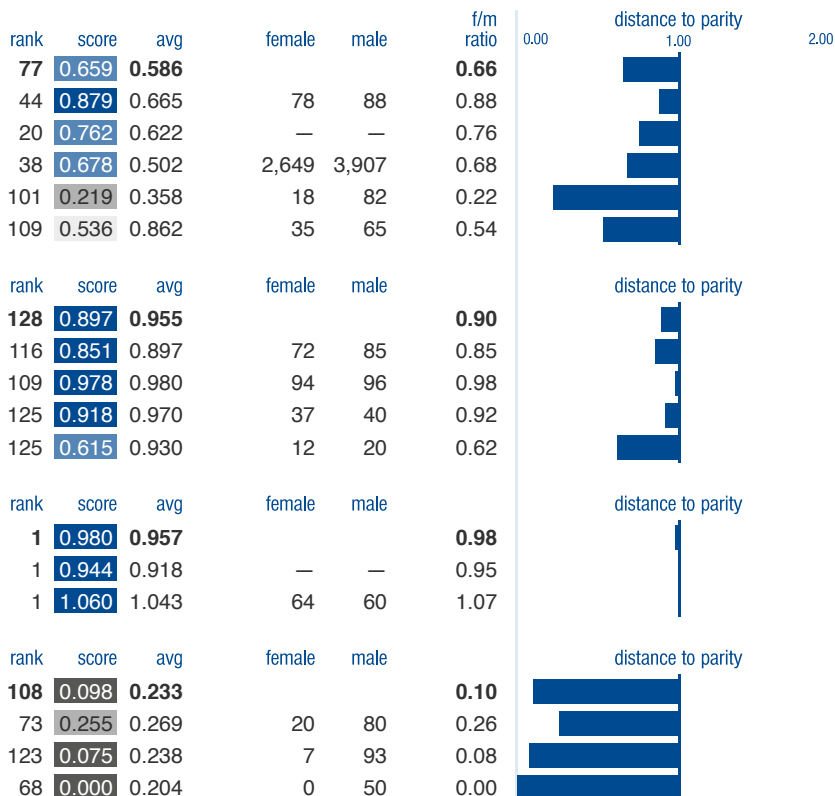 f/m distance to parity
rank score avg female male ratio 0.00 1.00 2.00
77 0.659 0.586 0.66
44 0.879 0.665 78 88 0.88
20 0.762 0.622 — — 0.76
38 0.678 0.502 2,649 3,907 0.68
101 0.219 0.358 18 82 0.22
109 0.536 0.862 35 65 0.54
rank score avg female male distance to parity
128 0.897 0.955 0.90
116 0.851 0.897 72 85 0.85
109 0.978 0.980 94 96 0.98
125 0.918 0.970 37 40 0.92
125 0.615 0.930 12 20 0.62
rank score avg female male distance to parity
1 0.980 0.957 0.98
1 0.944 0.918 — — 0.95
1 1.060 1.043 64 60 1.07
rank score avg female male distance to parity
108 0.098 0.233 0.10
73 0.255 0.269 20 80 0.26
123 0.075 0.238 7 93 0.08
68 0.000 0.204 0 50 0.00